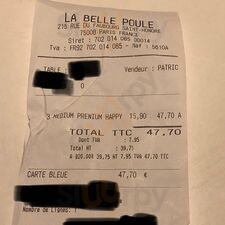 LA BELLE POULE
215 RUE DU FAUBOURG SAINT-HONORE
75008 PARIS FRANCE
Siret : 702 014 085 00014
Tva : FR92 702 014 085 - Naf : 5610A
TABLE
Vendeur : PATRIC
3 MEDIUM PREMIUM HAPPY 15,90 47,70 A
TOTAL TTC 47,70
Dont TVA : 7.95
Total HT : 39,75
A @20.00% 39,75 HT 7.95 TVA 47,70 TTC
CARTE BLEUE 47,70 €
Nombre de lignes : 1